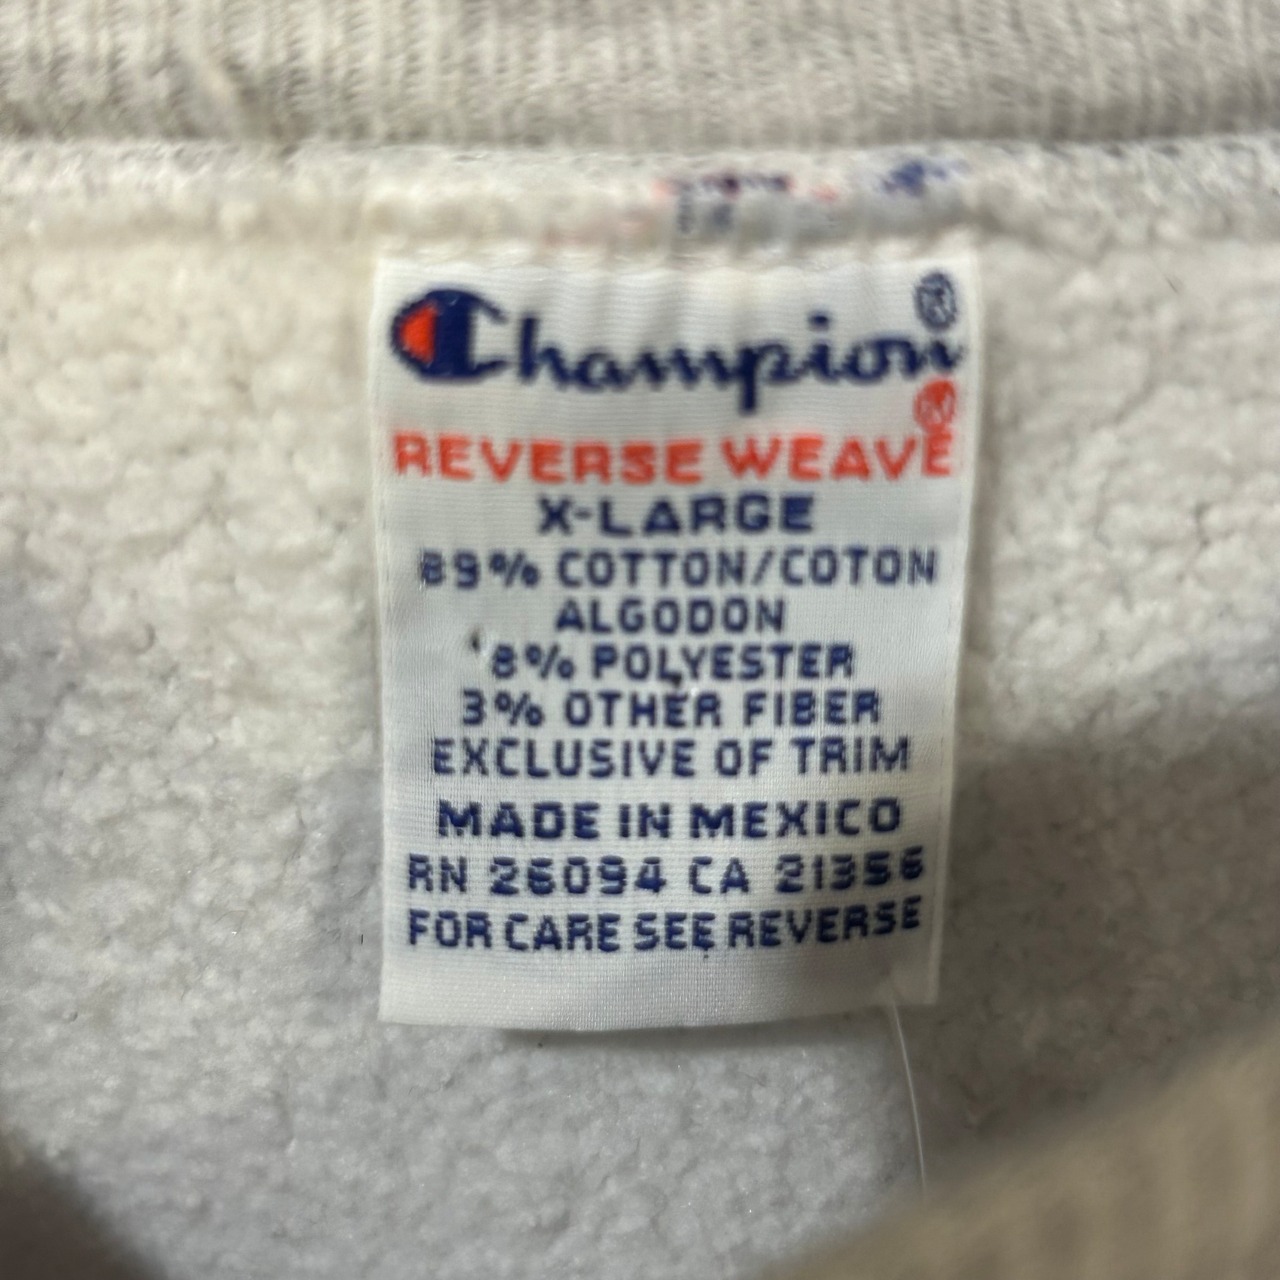 Champion®
REVERSE WEAVE®
X-LARGE
89% COTTON/COTON
ALGODON
8% POLYESTER
3% OTHER FIBER
EXCLUSIVE OF TRIM
MADE IN MEXICO
RN 26094 CA 21356
FOR CARE SEE REVERSE